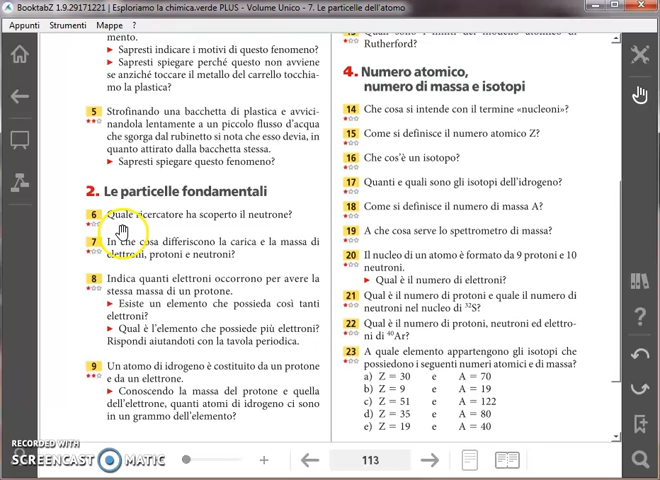 BooktabZ 1.9.29171221 | Esploriamo la chimica.verde PLUS - Volume Unico - 7. Le particelle dell'atomo
Appunti Strumenti Mappe ?
mento.
► Sapresti indicare i motivi di questo fenomeno?
► Sapresti spiegare perché questo non avviene
se anziché toccare il metallo del carrello tocchia-
mo la plastica?
5 Strofinando una bacchetta di plastica e avvici-
nandola lentamente a un piccolo flusso d'acqua
che sgorga dal rubinetto si nota che esso devia, in
quanto attirato dalla bacchetta stessa.
► Sapresti spiegare questo fenomeno?
2. Le particelle fondamentali
6 Quale ricercatore ha scoperto il neutrone?
7 In che cosa differiscono la carica e la massa di
elettroni, protoni e neutroni?
8 Indica quanti elettroni occorrono per avere la
stessa massa di un protone.
► Esiste un elemento che possieda così tanti
elettroni?
► Qual è l'elemento che possiede più elettroni?
Rispondi aiutandoti con la tavola periodica.
9 Un atomo di idrogeno è costituito da un protone
e da un elettrone.
► Conoscendo la massa del protone e quella
dell'elettrone, quanti atomi di idrogeno ci sono
in un grammo dell'elemento?
Rutherford?
4. Numero atomico,
numero di massa e isotopi
14 Che cosa si intende con il termine «nucleoni»?
15 Come si definisce il numero atomico Z?
16 Che cos'è un isotopo?
17 Quanti e quali sono gli isotopi dell'idrogeno?
18 Come si definisce il numero di massa A?
19 A che cosa serve lo spettrometro di massa?
20 Il nucleo di un atomo è formato da 9 protoni e 10
neutroni.
► Qual è il numero di elettroni?
21 Qual è il numero di protoni e quale il numero di
neutroni nel nucleo di ³²S?
22 Qual è il numero di protoni, neutroni ed elettro-
ni di ⁴⁰Ar?
23 A quale elemento appartengono gli isotopi che
possiedono i seguenti numeri atomici e di massa?
a) Z = 30 e A = 70
b) Z = 9 e A = 19
c) Z = 51 e A = 122
d) Z = 35 e A = 80
e) Z = 19 e A = 40
RECORDED WITH
SCREENCAST MATIC
113